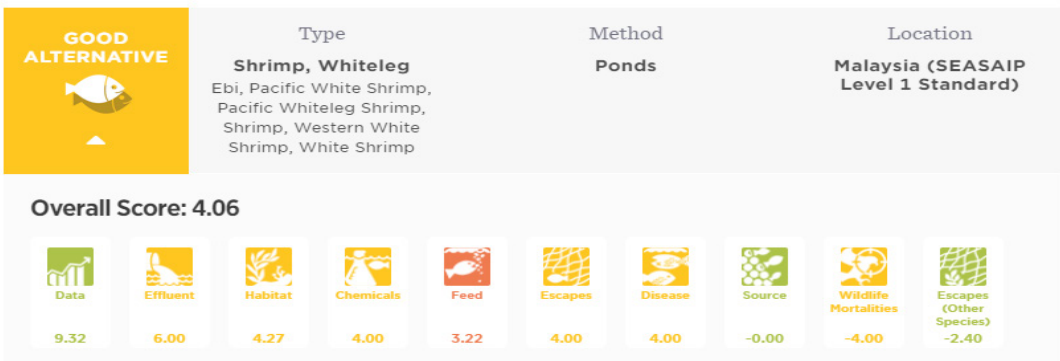 GOOD
ALTERNATIVE
Type
Shrimp, Whiteleg
Ebi, Pacific White Shrimp,
Pacific Whiteleg Shrimp,
Shrimp, Western White
Shrimp, White Shrimp
Method
Ponds
Location
Malaysia (SEASAIP
Level 1 Standard)
Overall Score: 4.06
Data
9.32
Effluent
6.00
Habitat
4.27
Chemicals
4.00
Feed
3.22
Escapes
4.00
Disease
4.00
Source
-0.00
Wildlife
Mortalities
-4.00
Escapes
(Other
Species)
-2.40